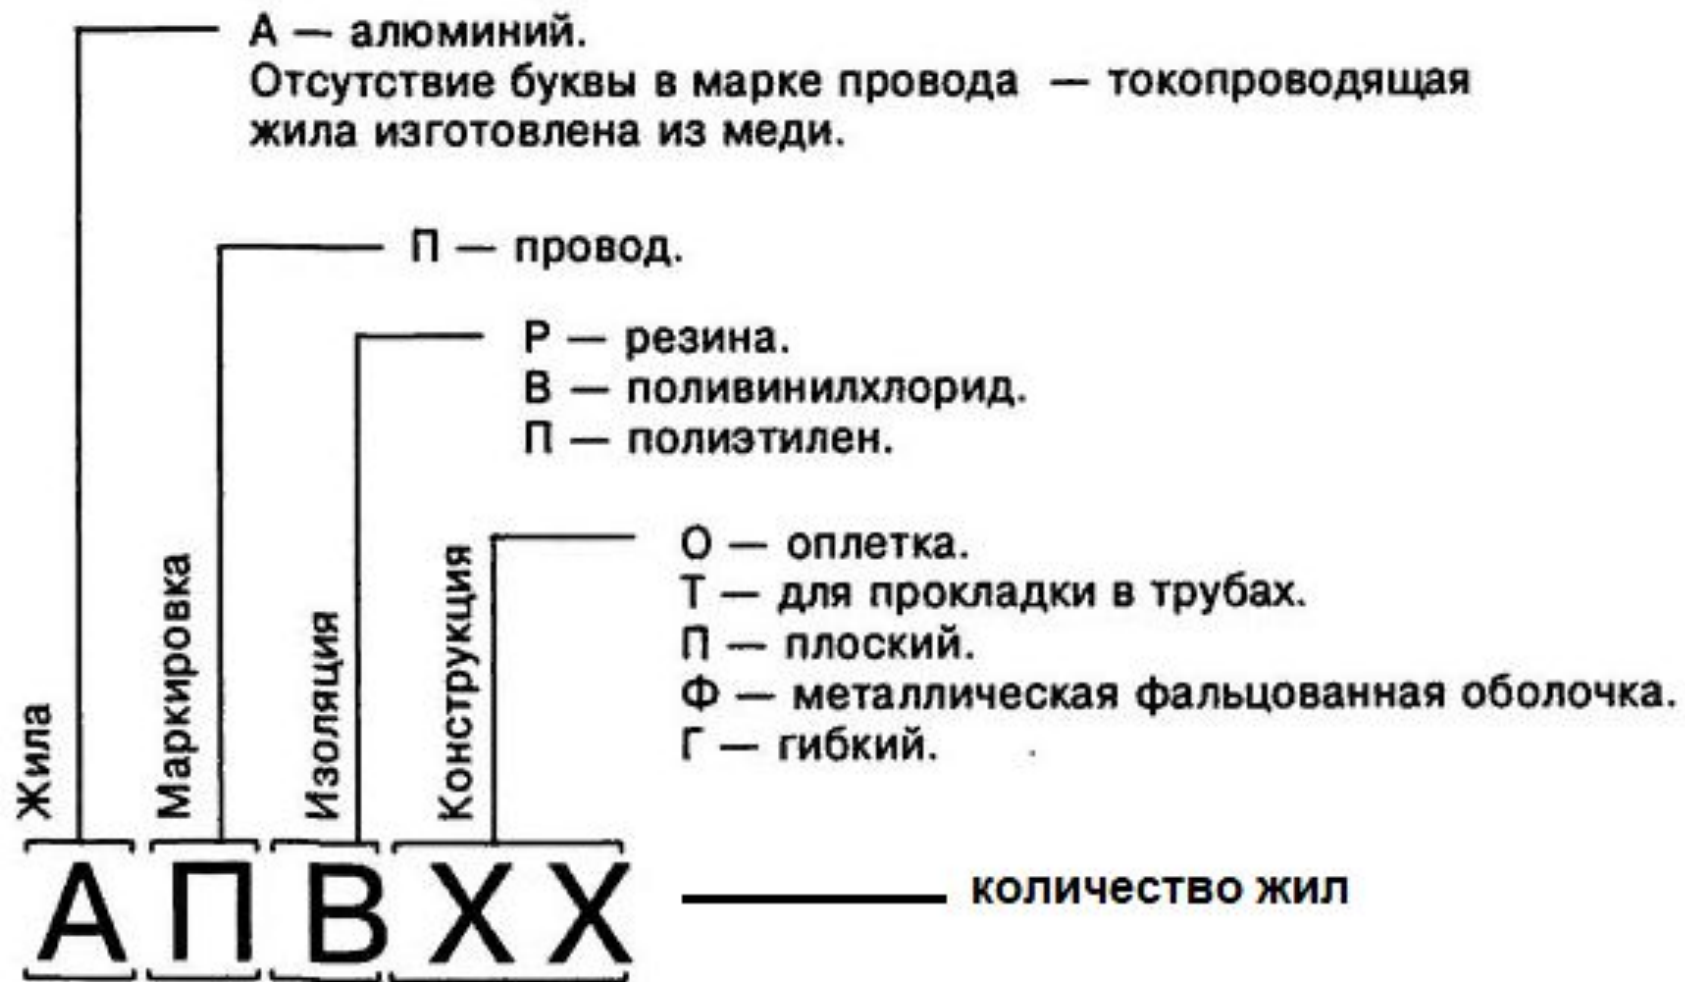 А — алюминий.
Отсутствие буквы в марке провода — токопроводящая
жила изготовлена из меди.
П — провод.
Р — резина.
В — поливинилхлорид.
П — полиэтилен.
О — оплетка.
Т — для прокладки в трубах.
П — плоский.
Ф — металлическая фальцованная оболочка.
Г — гибкий.
Жила
Маркировка
Изоляция
Конструкция
А П В Х Х
количество жил